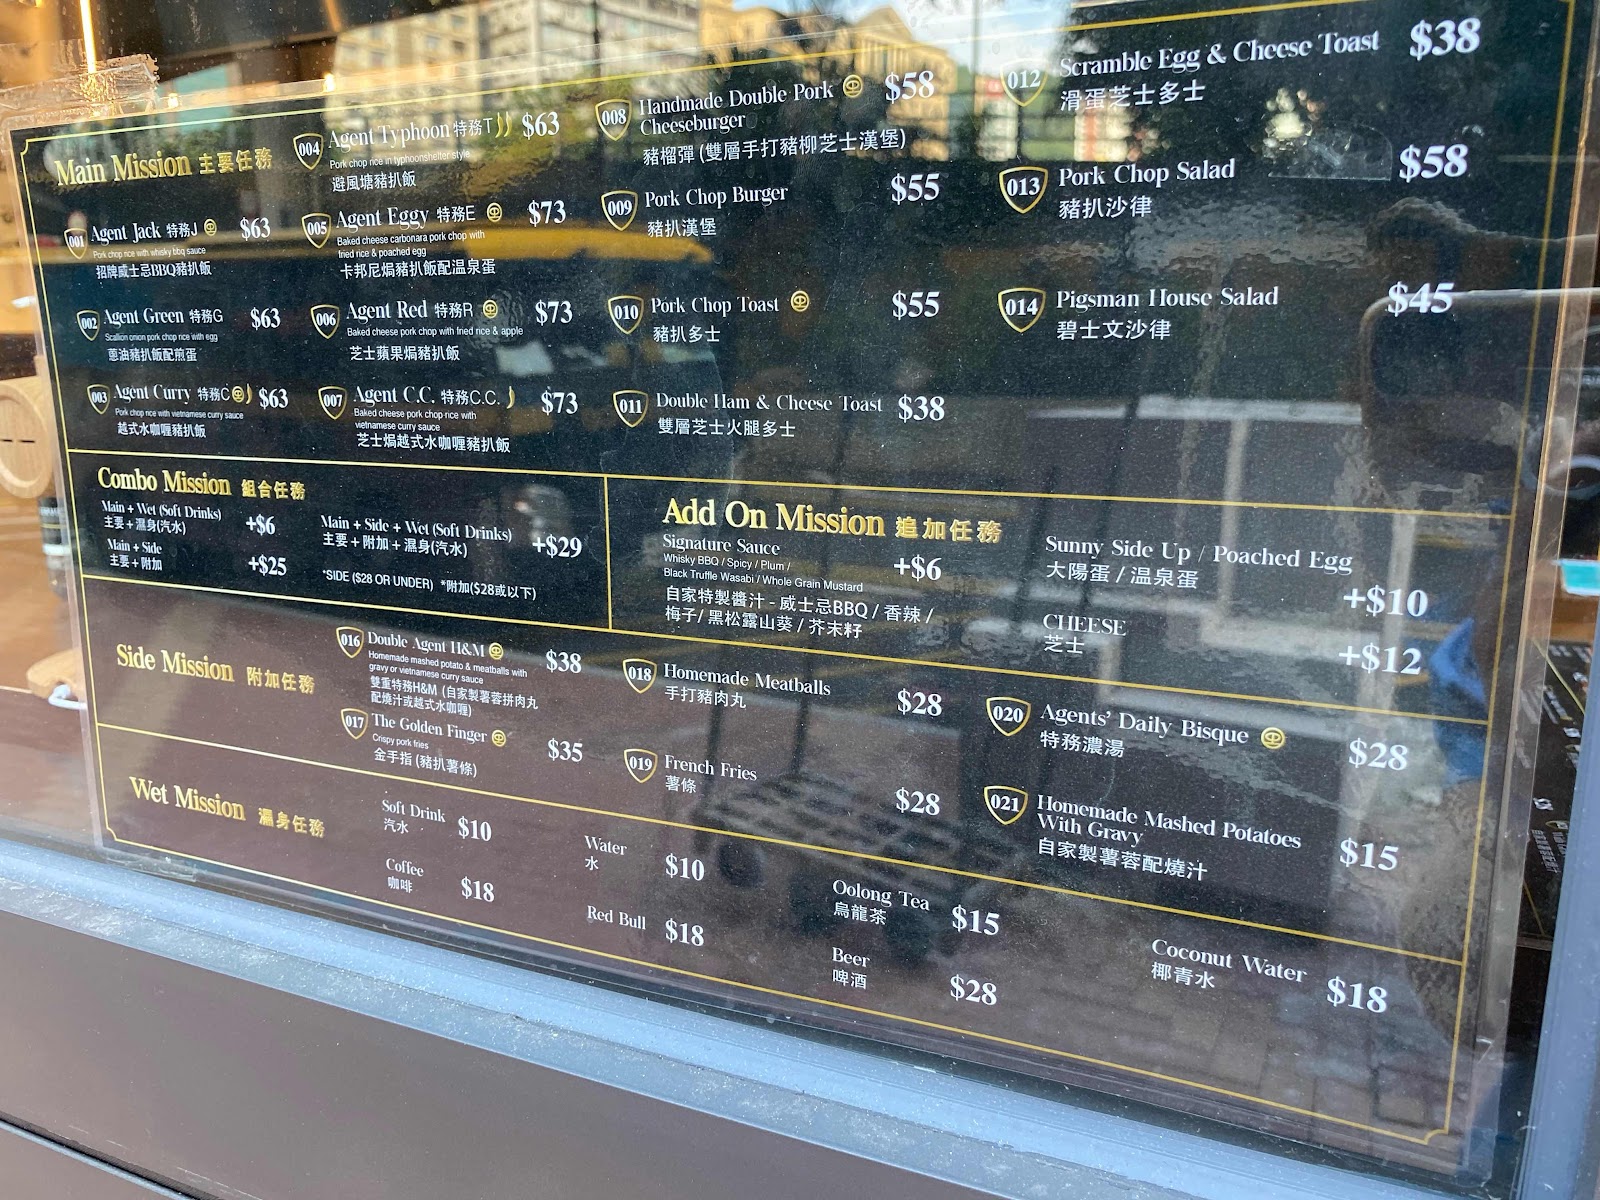 Main Mission 主要任務
001 Agent Jack 特務J $63
Pork chop rice with whisky bbq sauce
招牌威士忌BBQ豬扒飯
002 Agent Green 特務G $63
Scallion onion pork chop rice with egg
蔥油豬扒飯配煎蛋
003 Agent Curry 特務C $63
Pork chop rice with vietnamese curry sauce
越式水咖喱豬扒飯
004 Agent Typhoon 特務T $63
Pork chop rice in typhoonshelter style
避風塘豬扒飯
005 Agent Eggy 特務E $73
Baked cheese carbonara pork chop with
fried rice & poached egg
卡邦尼焗豬扒飯配温泉蛋
006 Agent Red 特務R $73
Baked cheese pork chop with fried rice & apple
芝士蘋果焗豬扒飯
007 Agent C.C. 特務C.C. $73
Baked cheese pork chop rice with
vietnamese curry sauce
芝士焗越式水咖喱豬扒飯
008 Handmade Double Pork $58
Cheeseburger
豬榴彈 (雙層手打豬柳芝士漢堡)
009 Pork Chop Burger $55
豬扒漢堡
010 Pork Chop Toast $55
豬扒多士
011 Double Ham & Cheese Toast $38
雙層芝士火腿多士
012 Scramble Egg & Cheese Toast $38
滑蛋芝士多士
013 Pork Chop Salad $58
豬扒沙律
014 Pigsman House Salad $45
碧士文沙律
Combo Mission 組合任務
Main + Wet (Soft Drinks) +$6
主要 + 濕身(汽水)
Main + Side +$25
主要 + 附加
Main + Side + Wet (Soft Drinks) +$29
主要 + 附加 + 濕身(汽水)
*SIDE ($28 OR UNDER) *附加($28或以下)
Add On Mission 追加任務
Signature Sauce +$6
Whisky BBQ / Spicy / Plum /
Black Truffle Wasabi / Whole Grain Mustard
自家特製醬汁 - 威士忌BBQ / 香辣 /
梅子/ 黑松露山葵 / 芥末籽
Sunny Side Up / Poached Egg
太陽蛋 / 温泉蛋 +$10
CHEESE
芝士 +$12
Side Mission 附加任務
016 Double Agent H&M $38
Homemade mashed potato & meatballs with
gravy or vietnamese curry sauce
雙重特務H&M (自家製薯蓉拼肉丸
配燒汁或越式水咖喱)
017 The Golden Finger $35
Crispy pork fries
金手指 (豬扒薯條)
018 Homemade Meatballs $28
手打豬肉丸
019 French Fries $28
薯條
020 Agents' Daily Bisque $28
特務濃湯
021 Homemade Mashed Potatoes
With Gravy $15
自家製薯蓉配燒汁
Wet Mission 濕身任務
Soft Drink $10
汽水
Coffee $18
咖啡
Water $10
水
Red Bull $18
Oolong Tea $15
烏龍茶
Beer $28
啤酒
Coconut Water $18
椰青水